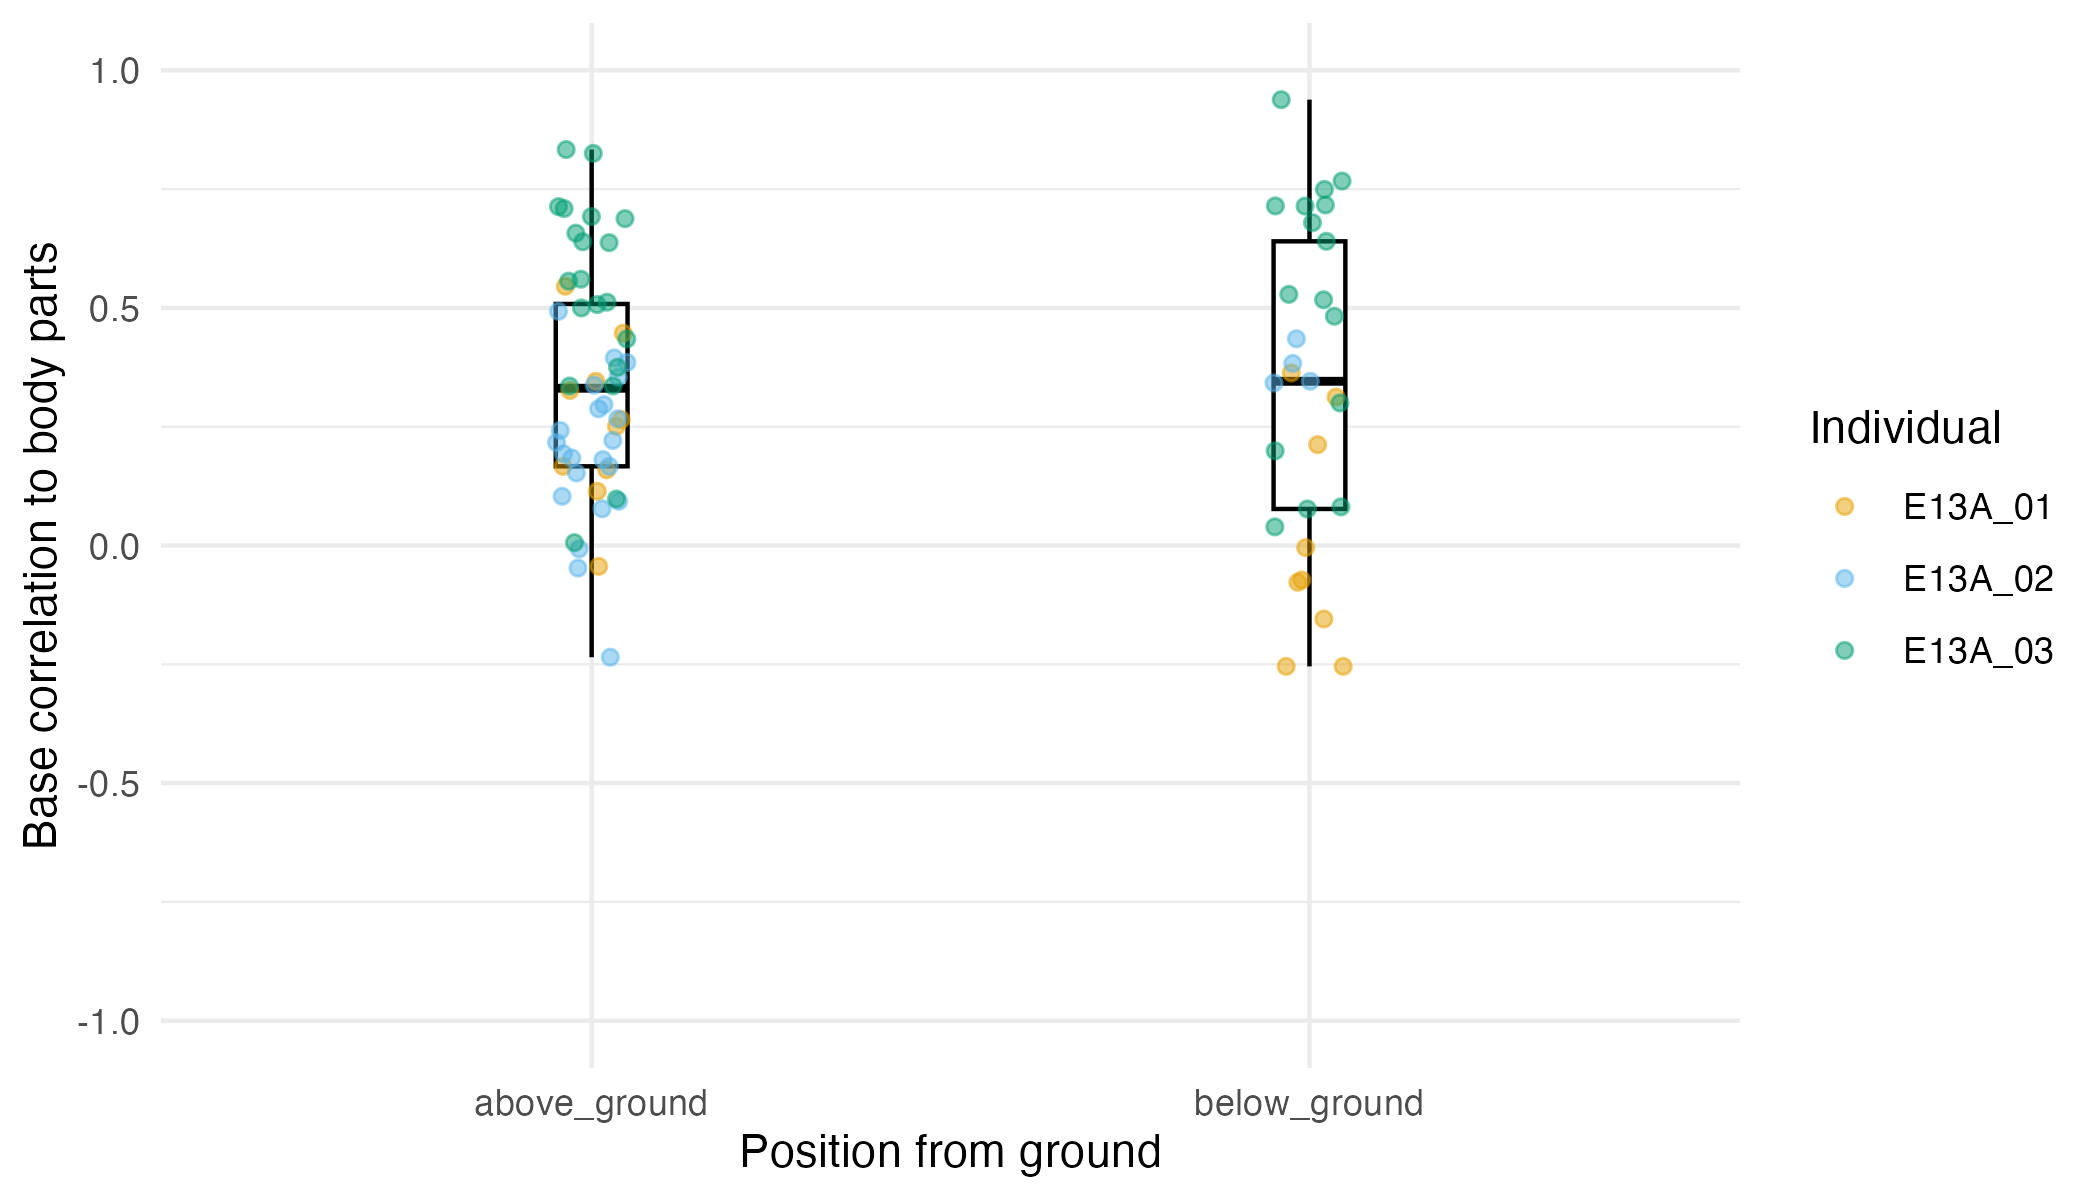 Base correlation to body parts
1.0
0.5
0.0
-0.5
-1.0
above_ground
below_ground
Position from ground
Individual
E13A_01
E13A_02
E13A_03